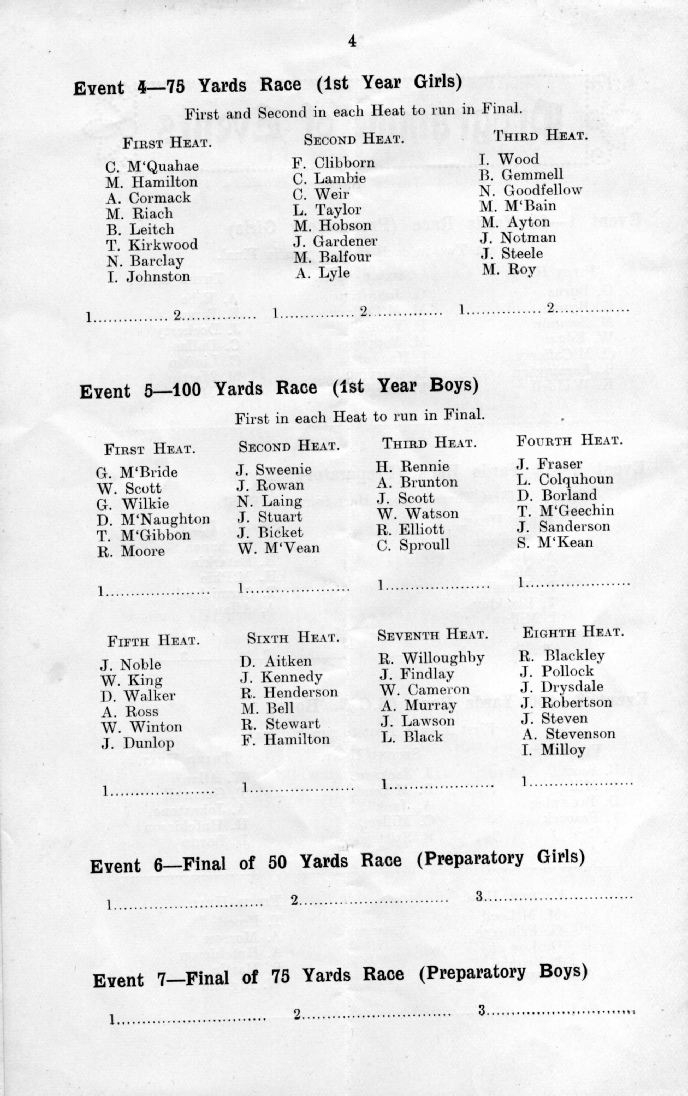 4
Event 4—75 Yards Race (1st Year Girls)
First and Second in each Heat to run in Final.
First Heat.
C. M‘Quahae
M. Hamilton
A. Cormack
M. Riach
B. Leitch
T. Kirkwood
N. Barclay
I. Johnston
1............... 2...............
Second Heat.
F. Clibborn
C. Lambie
C. Weir
L. Taylor
M. Hobson
J. Gardener
M. Balfour
A. Lyle
1............... 2...............
Third Heat.
I. Wood
B. Gemmell
N. Goodfellow
M. M‘Bain
M. Ayton
J. Notman
J. Steele
M. Roy
1............... 2...............
Event 5—100 Yards Race (1st Year Boys)
First in each Heat to run in Final.
First Heat.
G. M‘Bride
W. Scott
G. Wilkie
D. M‘Naughton
T. M‘Gibbon
R. Moore
1.....................
Second Heat.
J. Sweenie
J. Rowan
N. Laing
J. Stuart
J. Bicket
W. M‘Vean
1.....................
Third Heat.
H. Rennie
A. Brunton
J. Scott
W. Watson
R. Elliott
C. Sproull
1.....................
Fourth Heat.
J. Fraser
L. Colquhoun
D. Borland
T. M‘Geechin
J. Sanderson
S. M‘Kean
1.....................
Fifth Heat.
J. Noble
W. King
D. Walker
A. Ross
W. Winton
J. Dunlop
1.....................
Sixth Heat.
D. Aitken
J. Kennedy
R. Henderson
M. Bell
R. Stewart
F. Hamilton
1.....................
Seventh Heat.
R. Willoughby
J. Findlay
W. Cameron
A. Murray
J. Lawson
L. Black
1.....................
Eighth Heat.
R. Blackley
J. Pollock
J. Drysdale
J. Robertson
J. Steven
A. Stevenson
I. Milloy
1.....................
Event 6—Final of 50 Yards Race (Preparatory Girls)
1.............................. 2.............................. 3..............................
Event 7—Final of 75 Yards Race (Preparatory Boys)
1.............................. 2.............................. 3..............................